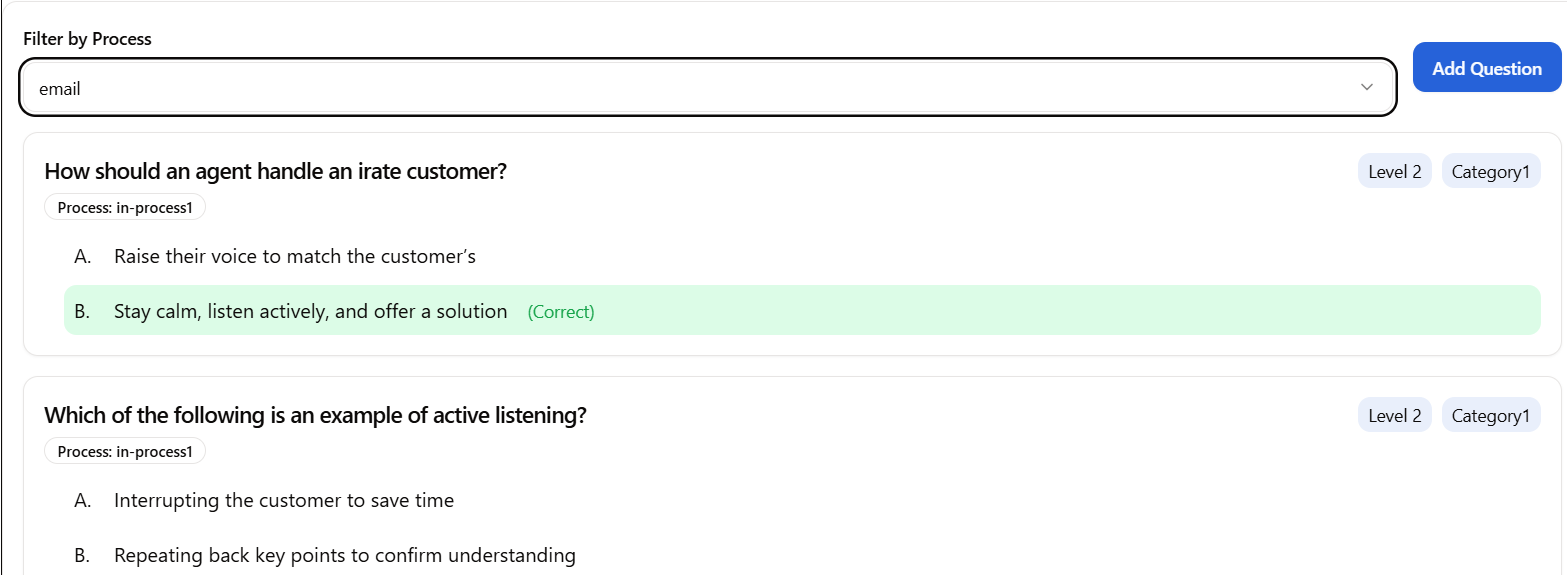 Filter by Process
email
Add Question
How should an agent handle an irate customer?
Level 2
Category1
Process: in-process1
A. Raise their voice to match the customer’s
B. Stay calm, listen actively, and offer a solution (Correct)
Which of the following is an example of active listening?
Level 2
Category1
Process: in-process1
A. Interrupting the customer to save time
B. Repeating back key points to confirm understanding